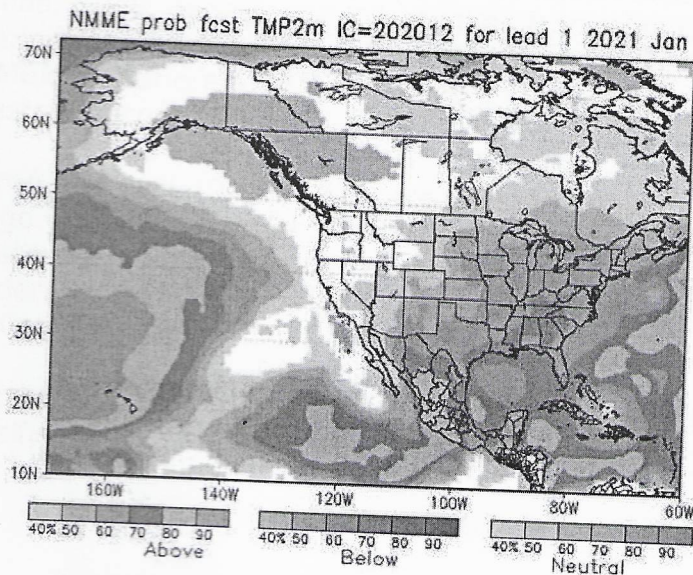 NMME prob fcst TMP2m IC=202012 for lead 1 2021 Jan
70N
60N
50N
40N
30N
20N
10N
160W 140W 120W 100W 80W 60W
40% 50 60 70 80 90 40% 50 60 70 80 90 40% 50 60 70 80 90
Above Below Neutral